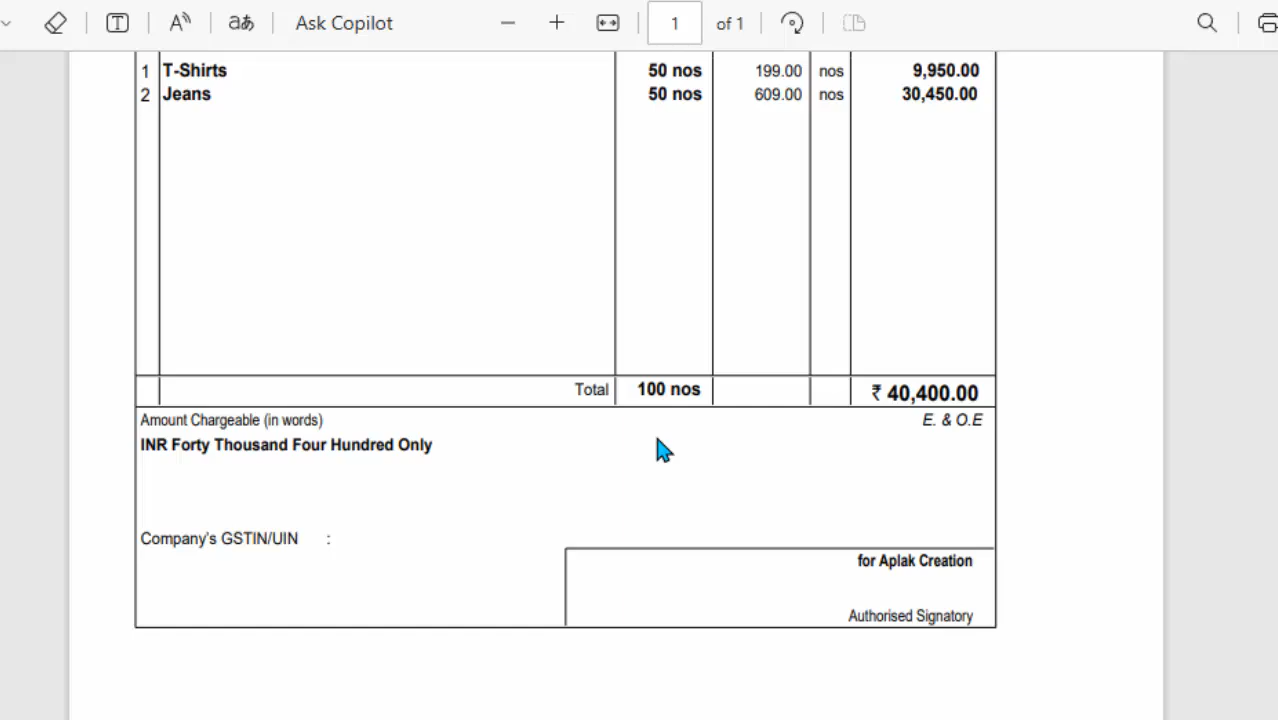 aあ Ask Copilot 1 of 1
1 T-Shirts 50 nos 199.00 nos 9,950.00
2 Jeans 50 nos 609.00 nos 30,450.00
Total 100 nos ₹ 40,400.00
Amount Chargeable (in words) E. & O.E
INR Forty Thousand Four Hundred Only
Company's GSTIN/UIN :
for Aplak Creation
Authorised Signatory